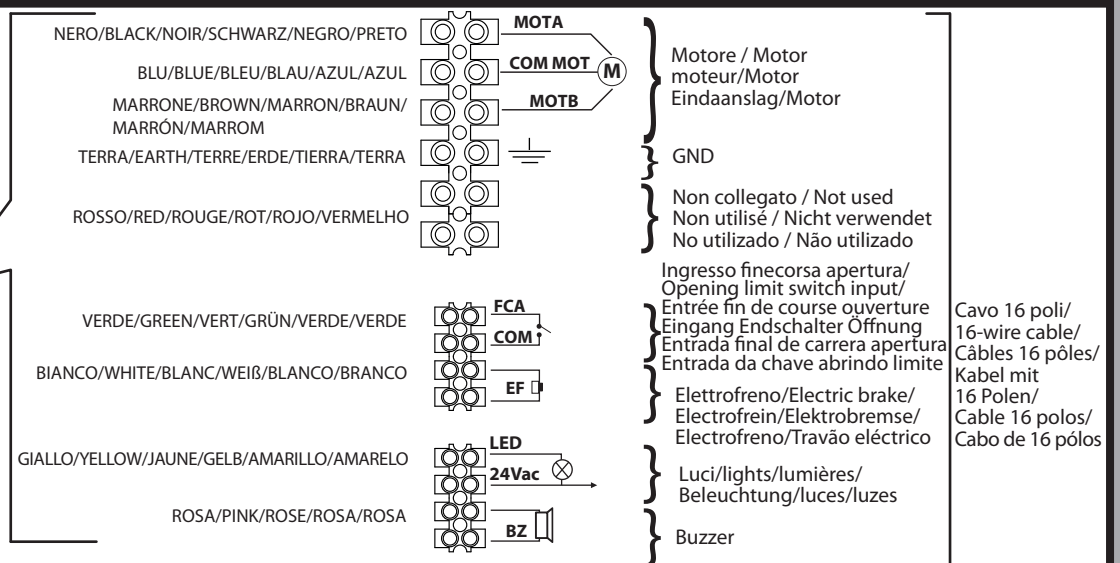 NERO/BLACK/NOIR/SCHWARZ/NEGRO/PRETO
MOTA
BLU/BLUE/BLEU/BLAU/AZUL/AZUL
COM MOT
M
MARRONE/BROWN/MARRON/BRAUN/
MARRÓN/MARROM
MOTB
Motore / Motor
moteur/Motor
Eindaanslag/Motor
TERRA/EARTH/TERRE/ERDE/TIERRA/TERRA
GND
ROSSO/RED/ROUGE/ROT/ROJO/VERMELHO
Non collegato / Not used
Non utilisé / Nicht verwendet
No utilizado / Não utilizado
VERDE/GREEN/VERT/GRÜN/VERDE/VERDE
FCA
COM
Ingresso finecorsa apertura/
Opening limit switch input/
Entrée fin de course ouverture
Eingang Endschalter Öffnung
Entrada final de carrera apertura
Entrada da chave abrindo limite
BIANCO/WHITE/BLANC/WEIß/BLANCO/BRANCO
EF
Elettrofreno/Electric brake/
Electrofrein/Elektrobremse/
Electrofreno/Travão eléctrico
GIALLO/YELLOW/JAUNE/GELB/AMARILLO/AMARELO
LED
24Vac
Luci/lights/lumières/
Beleuchtung/luces/luzes
ROSA/PINK/ROSE/ROSA/ROSA
BZ
Buzzer
Cavo 16 poli/
16-wire cable/
Câbles 16 pôles/
Kabel mit
16 Polen/
Cable 16 polos/
Cabo de 16 pólos